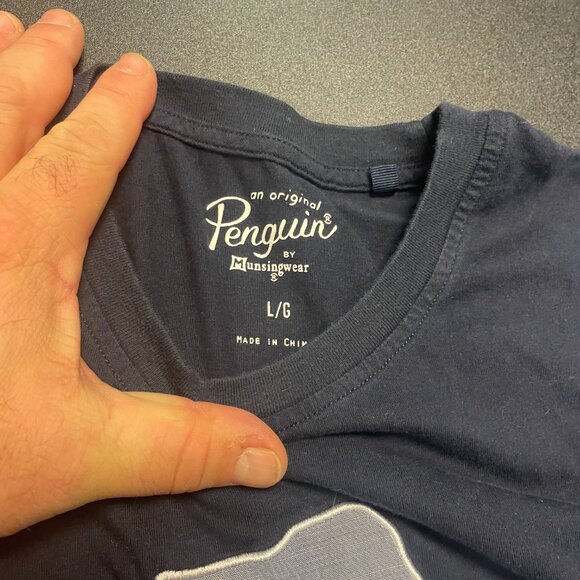 an original
Penguin®
BY
Munsingwear
®
L/G
MADE IN